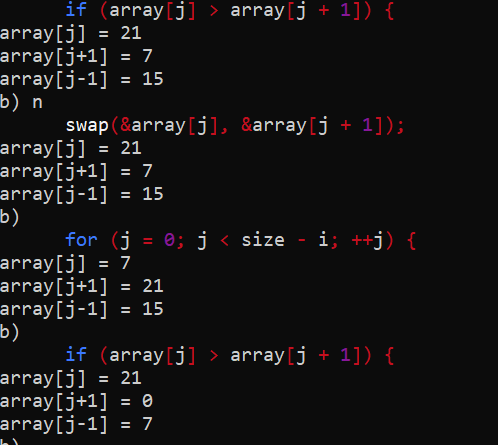 if (array[j] > array[j + 1]) {
array[j] = 21
array[j+1] = 7
array[j-1] = 15
b) n
swap(&array[j], &array[j + 1]);
array[j] = 21
array[j+1] = 7
array[j-1] = 15
b)
for (j = 0; j < size - i; ++j) {
array[j] = 7
array[j+1] = 21
array[j-1] = 15
b)
if (array[j] > array[j + 1]) {
array[j] = 21
array[j+1] = 0
array[j-1] = 7